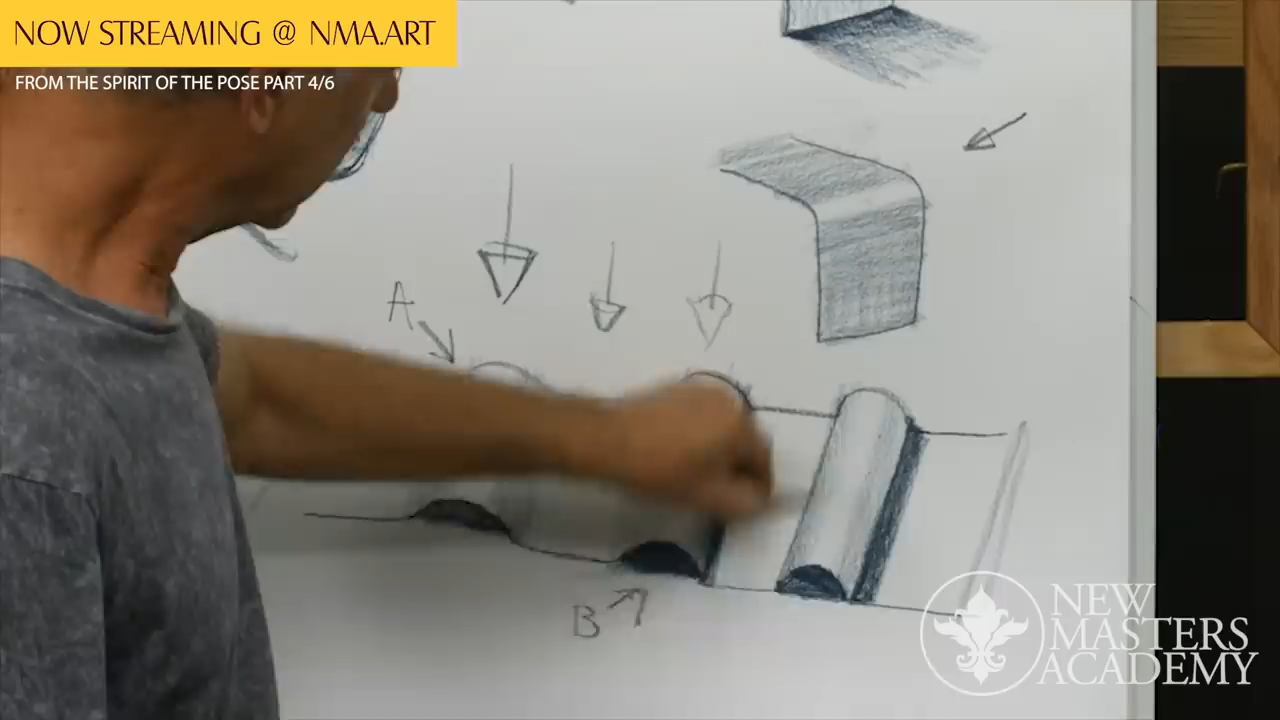 NOW STREAMING @ NMA.ART
FROM THE SPIRIT OF THE POSE PART 4/6
A
B
NEW
MASTERS
ACADEMY